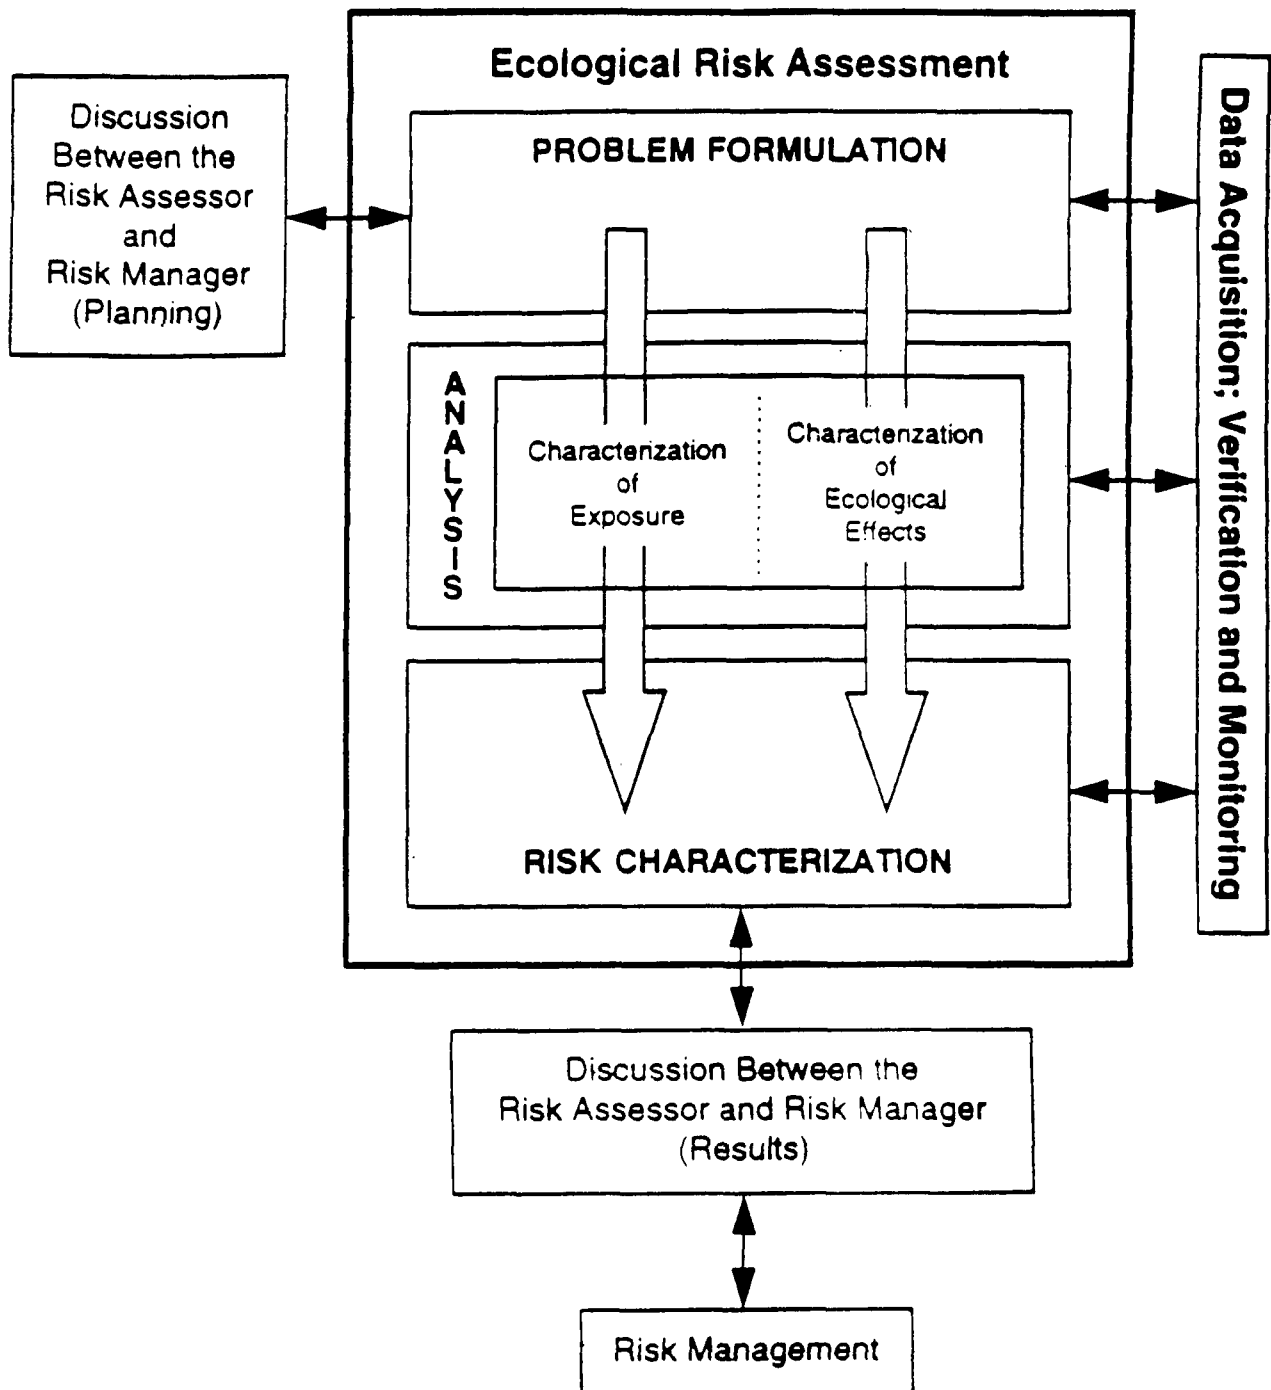 Ecological Risk Assessment
Discussion
Between the
Risk Assessor
and
Risk Manager
(Planning)
PROBLEM FORMULATION
ANALYSIS
Characterization
of
Exposure
Characterization
of
Ecological
Effects
RISK CHARACTERIZATION
Data Acquisition; Verification and Monitoring
Discussion Between the
Risk Assessor and Risk Manager
(Results)
Risk Management